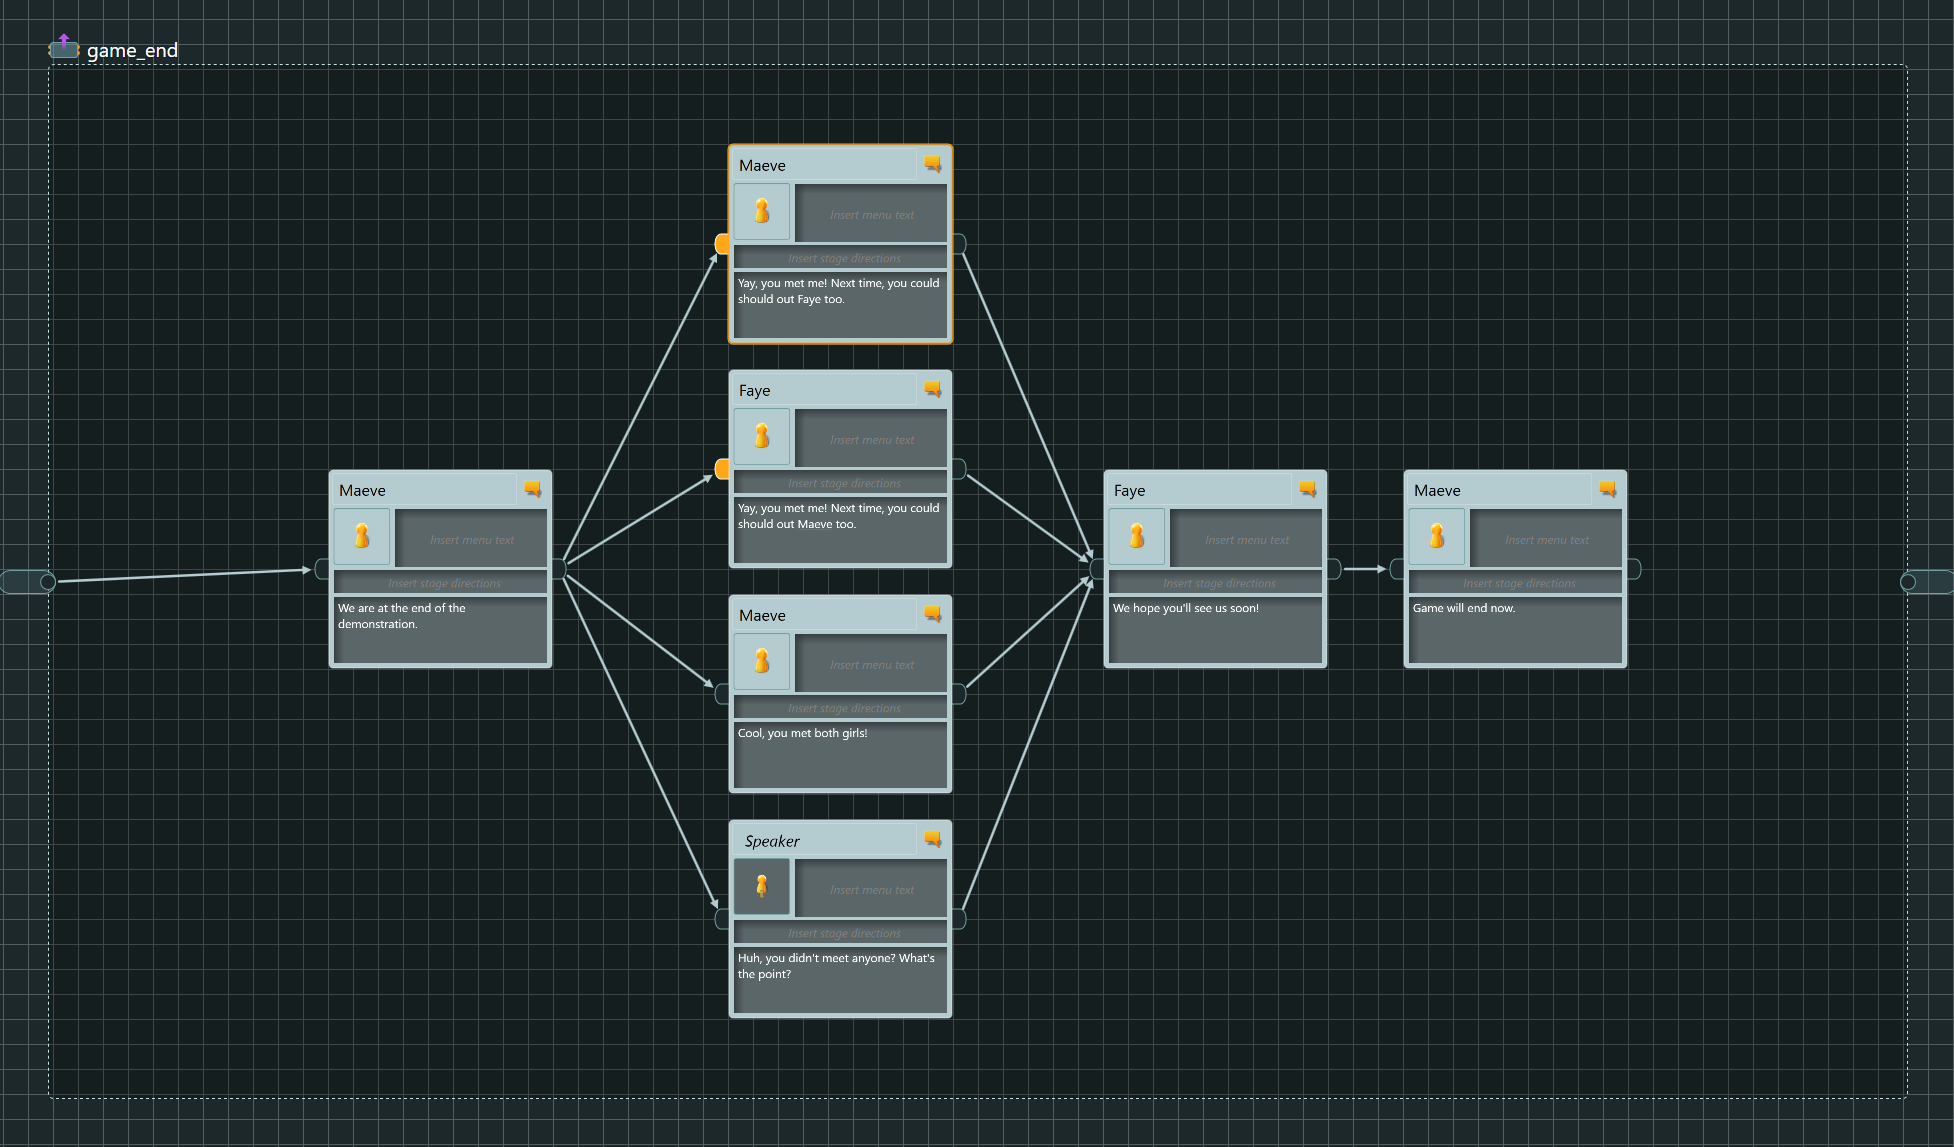 game_end
Maeve
Insert menu text
Insert stage directions
We are at the end of the
demonstration.
Maeve
Insert menu text
Insert stage directions
Yay, you met me! Next time, you could
should out Faye too.
Faye
Insert menu text
Insert stage directions
Yay, you met me! Next time, you could
should out Maeve too.
Maeve
Insert menu text
Insert stage directions
Cool, you met both girls!
Speaker
Insert menu text
Insert stage directions
Huh, you didn't meet anyone? What's
the point?
Faye
Insert menu text
Insert stage directions
We hope you'll see us soon!
Maeve
Insert menu text
Insert stage directions
Game will end now.